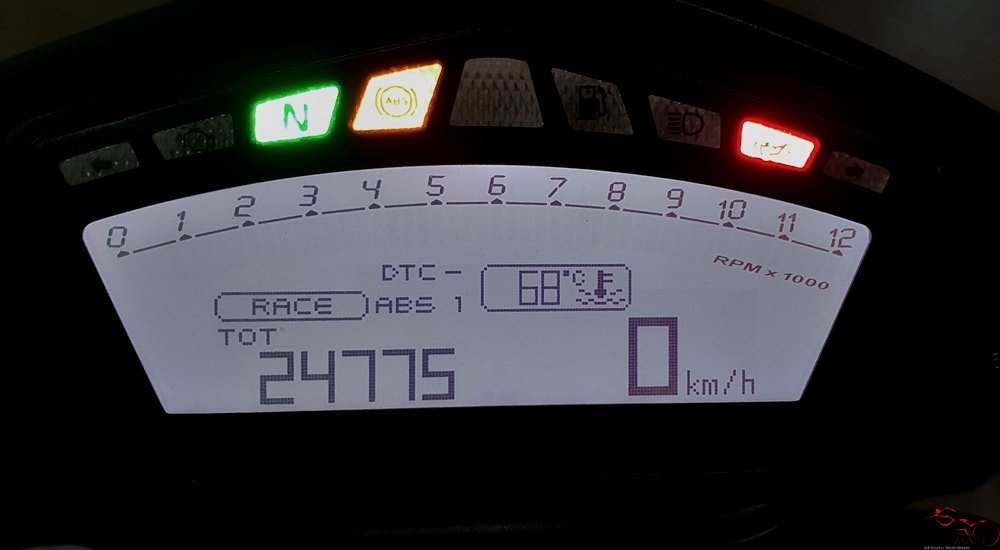 N ABS
0 1 2 3 4 5 6 7 8 9 10 11 12
RPM x 1000
DTC - 68°C
RACE ABS 1
TOT
24775 0 km/h